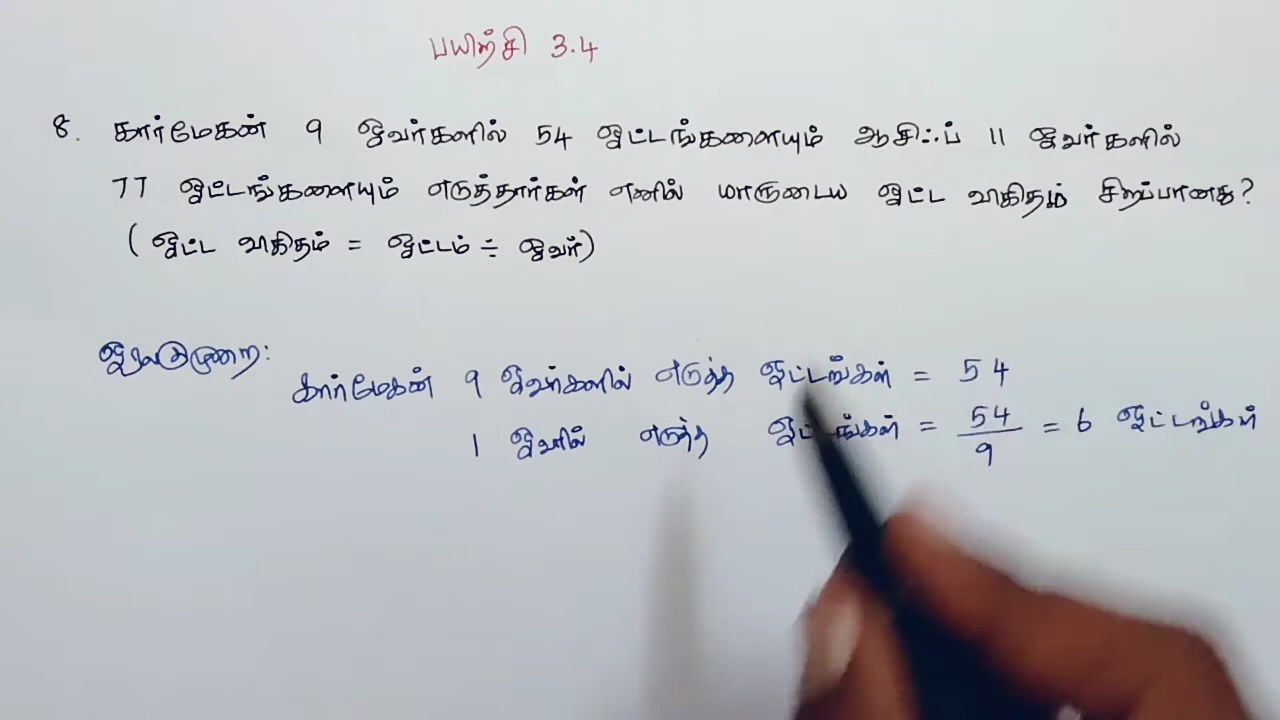 பயிற்சி 3.4
8. கார்மேகன் 9 ஓவர்களில் 54 ஓட்டங்களையும் ஆசிஃப் 11 ஓவர்களில்
77 ஓட்டங்களையும் எடுத்தார்கள் எனில் யாருடைய ஓட்ட விகிதம் சிறப்பானது?
( ஓட்ட விகிதம் = ஓட்டம் ÷ ஓவர்)
ஓரலகுமுறை:
கார்மேகன் 9 ஓவர்களில் எடுத்த ஓட்டங்கள் = 54
1 ஓவரில் எடுத்த ஓட்டங்கள் = 54/9 = 6 ஓட்டங்கள்